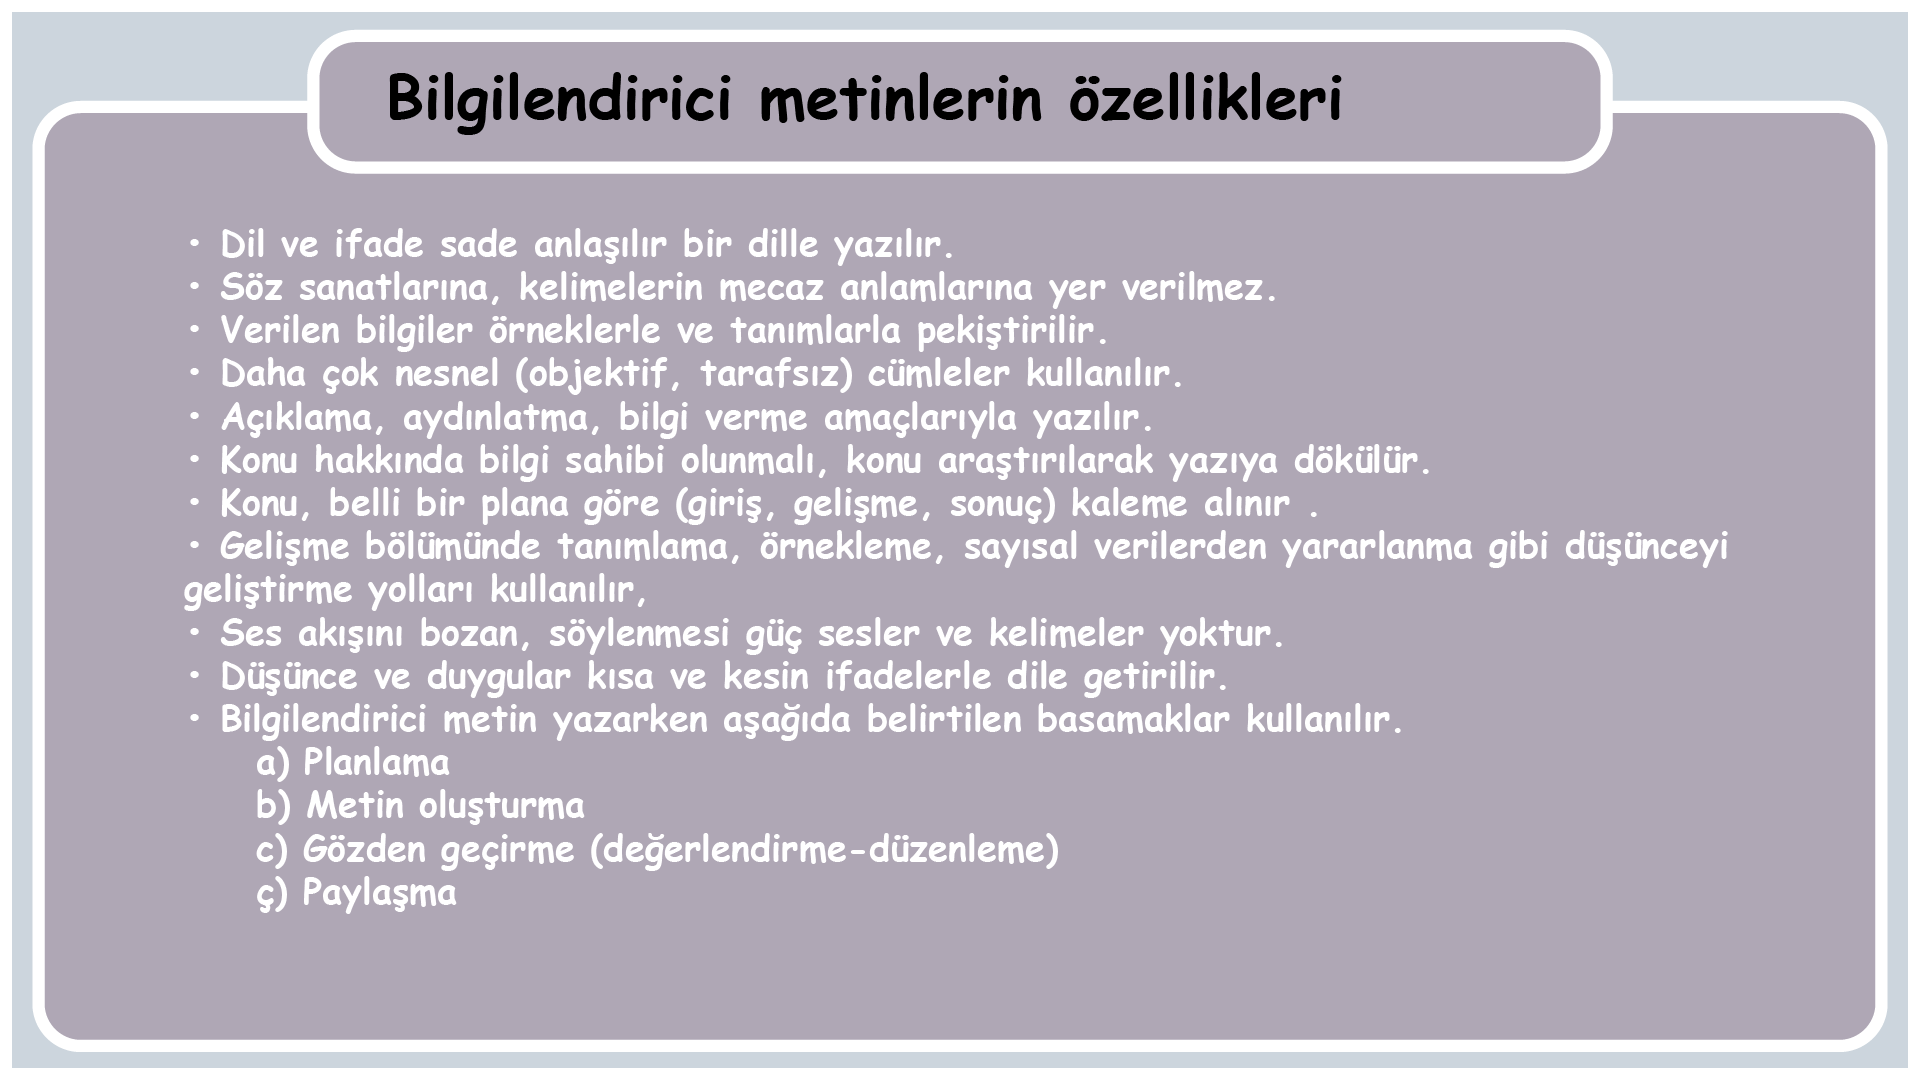 Bilgilendirici metinlerin özellikleri
• Dil ve ifade sade anlaşılır bir dille yazılır.
• Söz sanatlarına, kelimelerin mecaz anlamlarına yer verilmez.
• Verilen bilgiler örneklerle ve tanımlarla pekiştirilir.
• Daha çok nesnel (objektif, tarafsız) cümleler kullanılır.
• Açıklama, aydınlatma, bilgi verme amaçlarıyla yazılır.
• Konu hakkında bilgi sahibi olunmalı, konu araştırılarak yazıya dökülür.
• Konu, belli bir plana göre (giriş, gelişme, sonuç) kaleme alınır .
• Gelişme bölümünde tanımlama, örnekleme, sayısal verilerden yararlanma gibi düşünceyi
geliştirme yolları kullanılır,
• Ses akışını bozan, söylenmesi güç sesler ve kelimeler yoktur.
• Düşünce ve duygular kısa ve kesin ifadelerle dile getirilir.
• Bilgilendirici metin yazarken aşağıda belirtilen basamaklar kullanılır.
a) Planlama
b) Metin oluşturma
c) Gözden geçirme (değerlendirme-düzenleme)
ç) Paylaşma